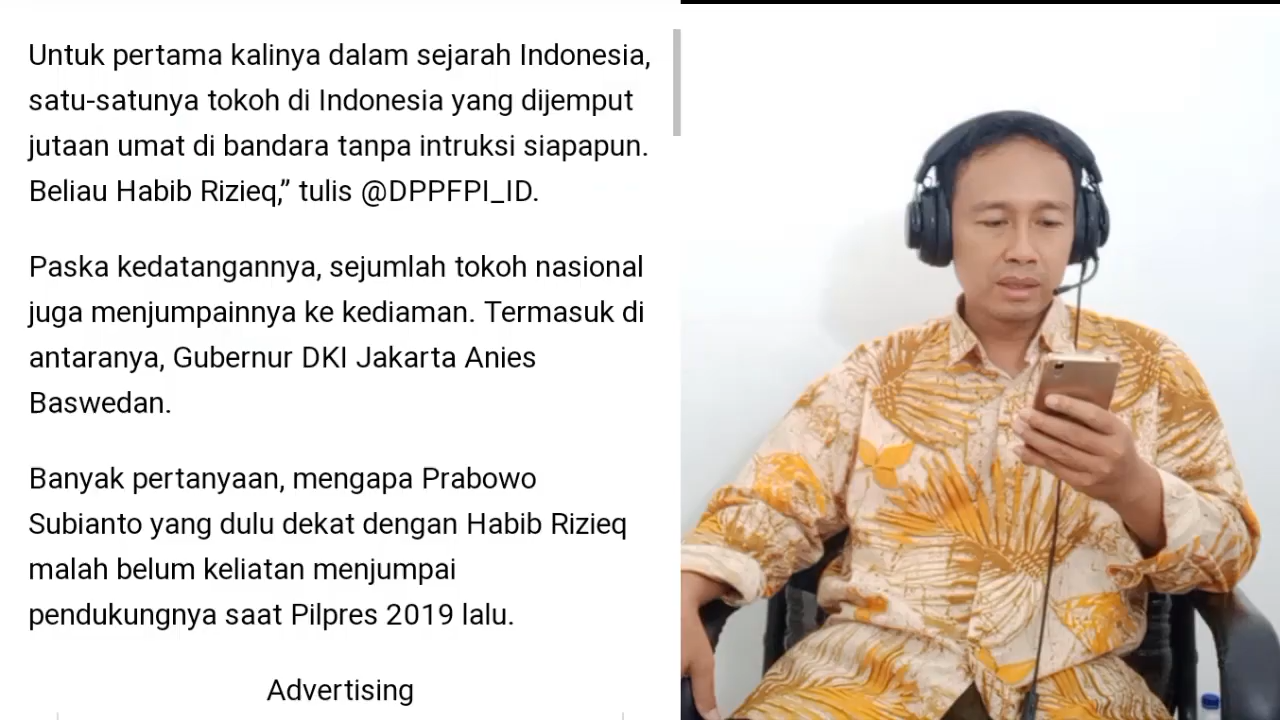 Untuk pertama kalinya dalam sejarah Indonesia,
satu-satunya tokoh di Indonesia yang dijemput
jutaan umat di bandara tanpa intruksi siapapun.
Beliau Habib Rizieq,” tulis @DPPFPI_ID.
Paska kedatangannya, sejumlah tokoh nasional
juga menjumpainnya ke kediaman. Termasuk di
antaranya, Gubernur DKI Jakarta Anies
Baswedan.
Banyak pertanyaan, mengapa Prabowo
Subianto yang dulu dekat dengan Habib Rizieq
malah belum keliatan menjumpai
pendukungnya saat Pilpres 2019 lalu.
Advertising